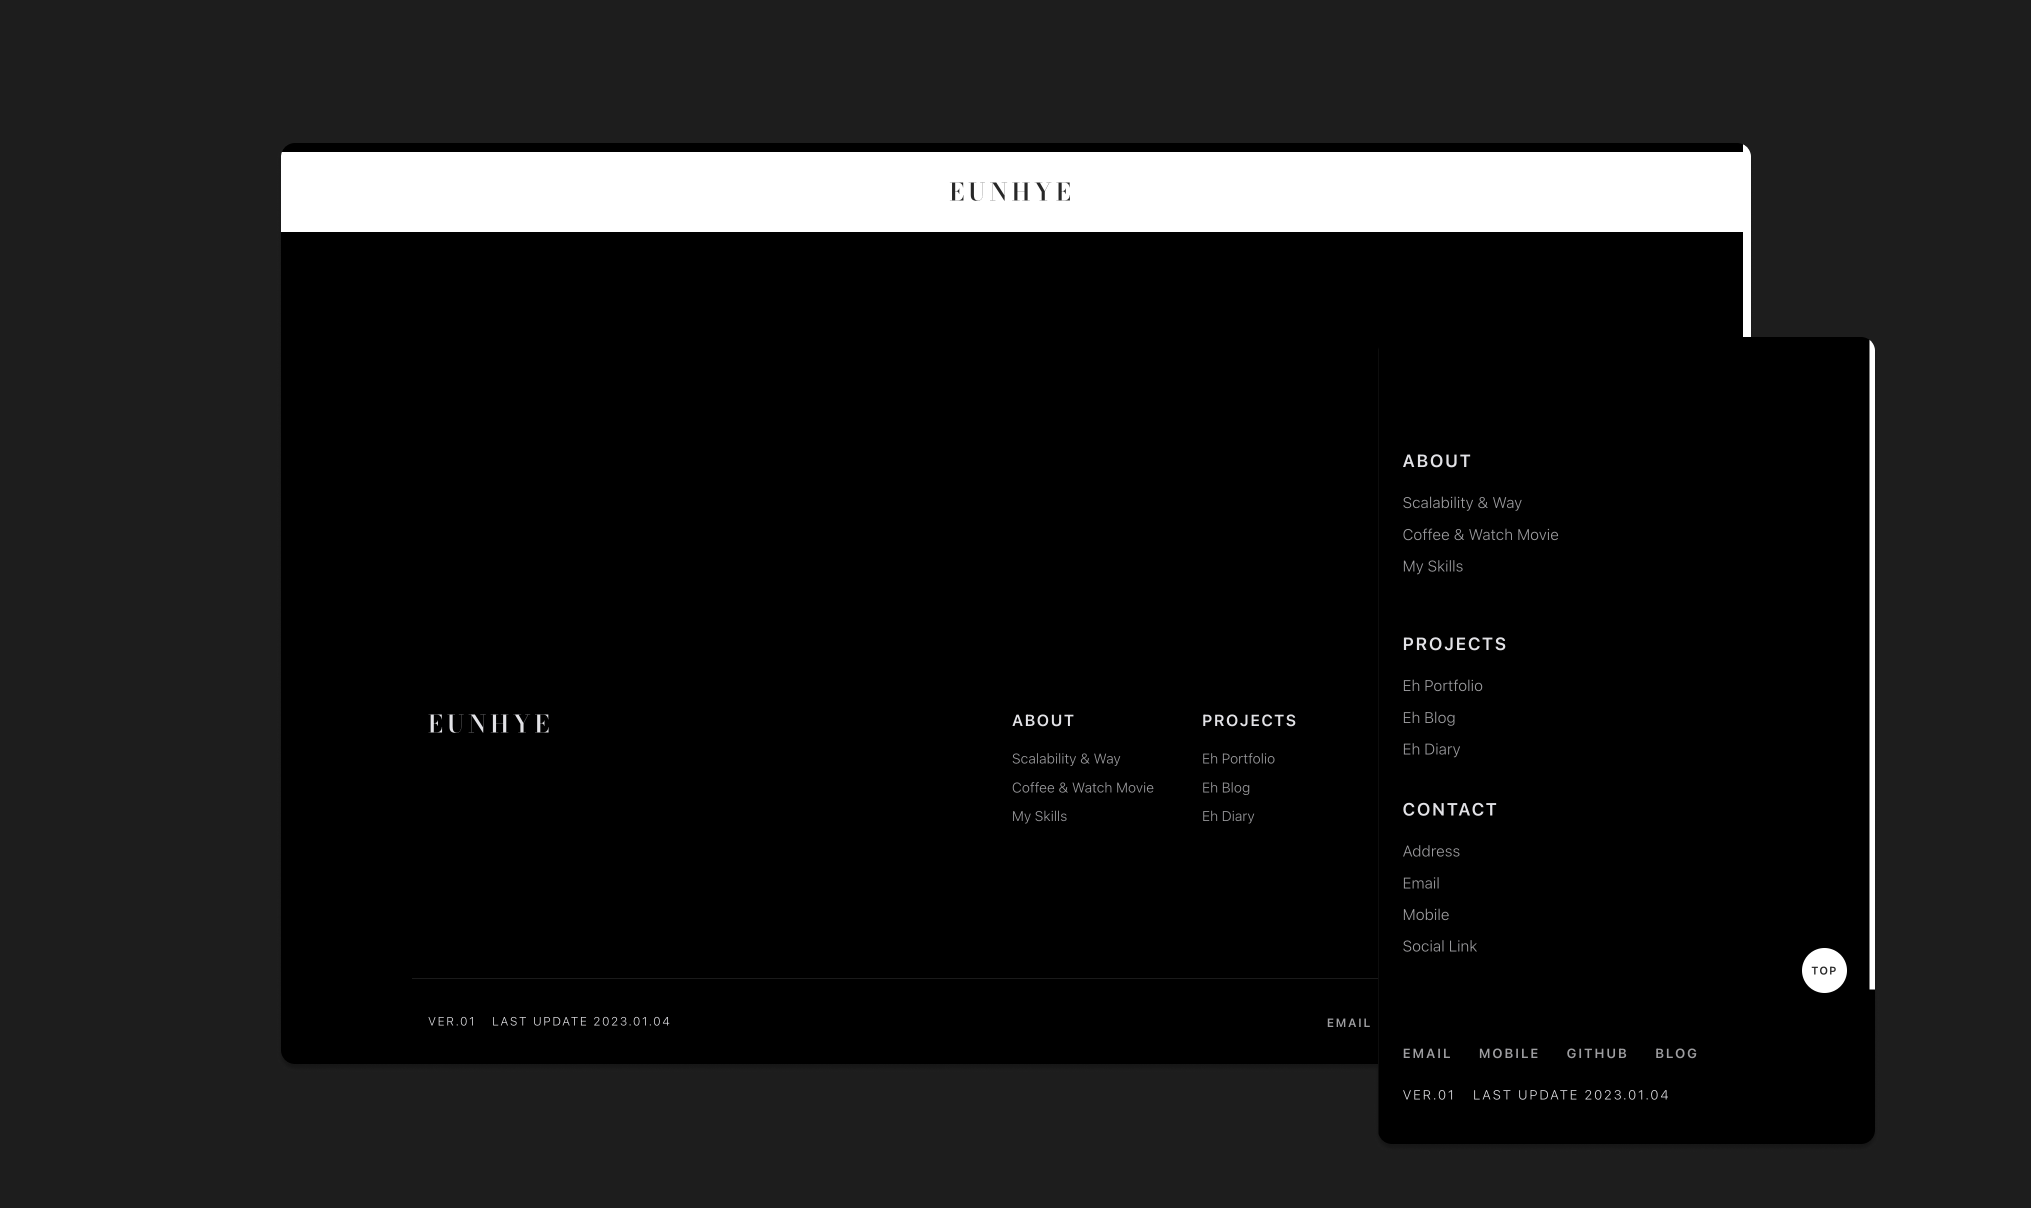 EUNHYE
EUNHYE
ABOUT
Scalability & Way
Coffee & Watch Movie
My Skills
PROJECTS
Eh Portfolio
Eh Blog
Eh Diary
VER.01 LAST UPDATE 2023.01.04
EMAIL
ABOUT
Scalability & Way
Coffee & Watch Movie
My Skills
PROJECTS
Eh Portfolio
Eh Blog
Eh Diary
CONTACT
Address
Email
Mobile
Social Link
TOP
EMAIL MOBILE GITHUB BLOG
VER.01 LAST UPDATE 2023.01.04